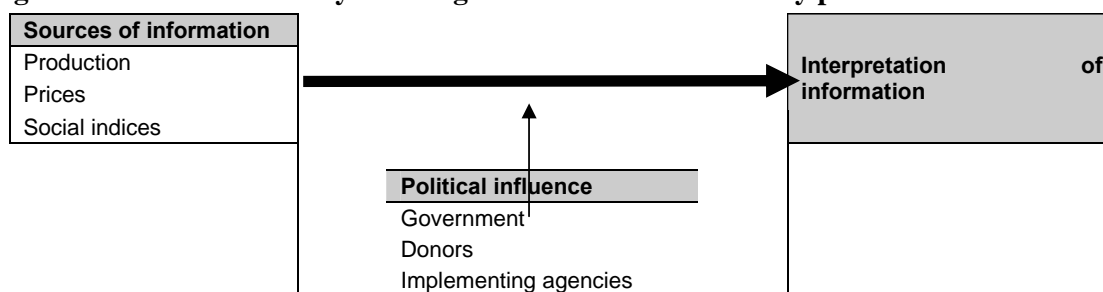 Sources of information
Production
Prices
Social indices
Interpretation of
information
Political influence
Government
Donors
Implementing agencies